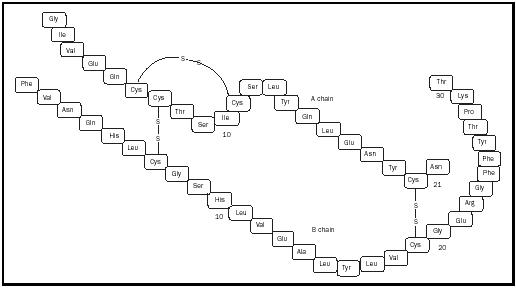 Gly
Ile
Val
Glu
Gln
Cys
Cys
Thr
Ser
Ile
10
Cys
Ser
Leu
Tyr
Gln
Leu
Glu
Asn
Tyr
Cys
Asn
21
A chain
S
S
Phe
Val
Asn
Gln
His
Leu
Cys
Gly
Ser
His
10
Leu
Val
Glu
Ala
Leu
Tyr
Leu
Val
Cys
20
Gly
Glu
Arg
Gly
Phe
Phe
Tyr
Thr
Pro
Lys
30
Thr
B chain
S
S
S
S